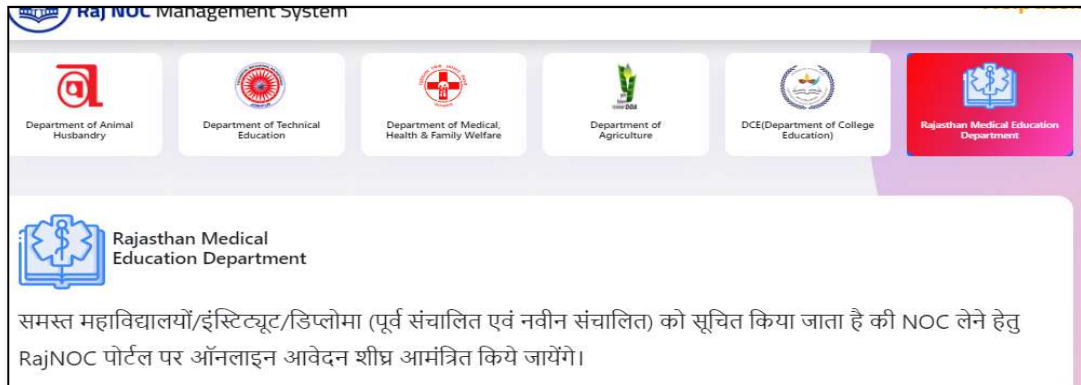 Raj NOC Management System
Department of Animal
Husbandry
Department of Technical
Education
Department of Medical,
Health & Family Welfare
DOA
Department of
Agriculture
DCE(Department of College
Education)
Rajasthan Medical Education
Department
Rajasthan Medical
Education Department
समस्त महाविद्यालयों/इंस्टिट्यूट/डिप्लोमा (पूर्व संचालित एवं नवीन संचालित) को सूचित किया जाता है की NOC लेने हेतु
RajNOC पोर्टल पर ऑनलाइन आवेदन शीघ्र आमंत्रित किये जायेंगे।